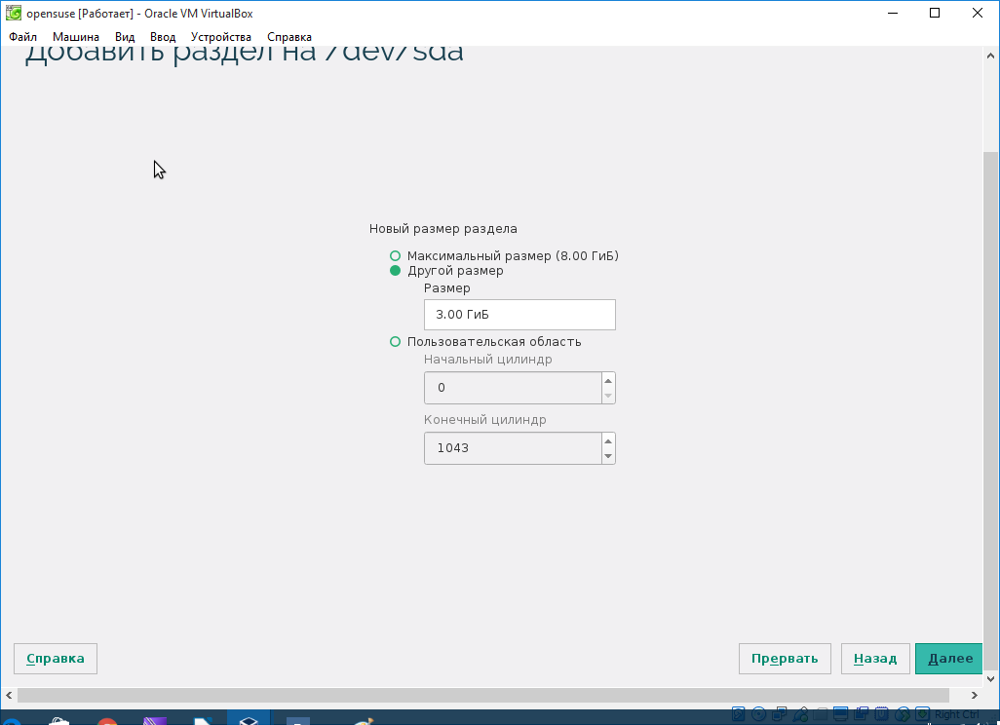 opensuse [Работает] - Oracle VM VirtualBox
Файл Машина Вид Ввод Устройства Справка
Добавить раздел на /dev/sda
Новый размер раздела
Максимальный размер (8.00 ГиБ)
Другой размер
Размер
3.00 ГиБ
Пользовательская область
Начальный цилиндр
0
Конечный цилиндр
1043
Справка Прервать Назад Далее
Right Ctrl